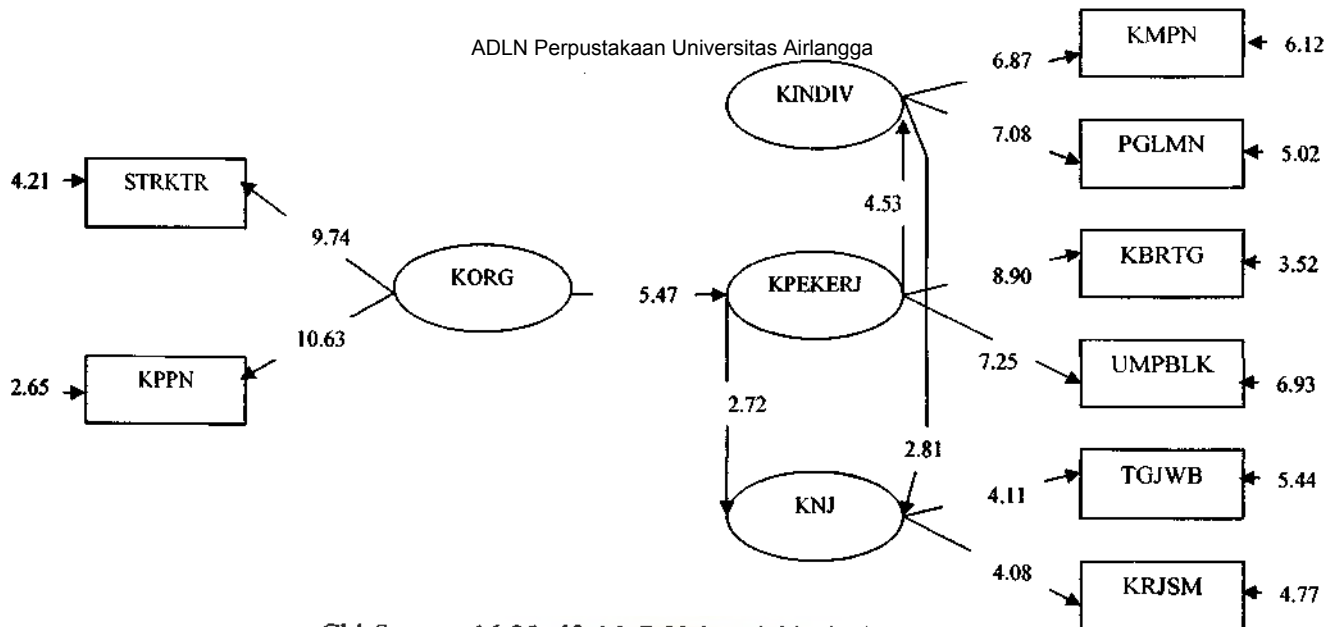 ADLN Perpustakaan Universitas Airlangga
KMPN
6.12
6.87
KINDIV
7.08
PGLMN
5.02
4.21
STRKTR
9.74
4.53
KORG
5.47
KPEKERJ
8.90
KBRTG
3.52
10.63
2.65
KPPN
7.25
UMPBLK
6.93
2.72
2.81
KNJ
4.11
TGJWB
5.44
4.08
KRJSM
4.77